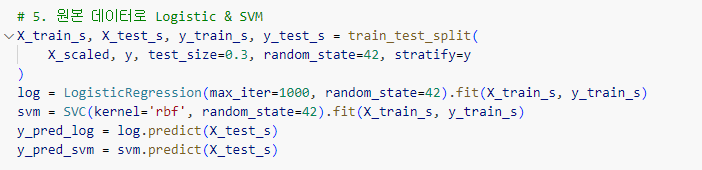 # 5. 원본 데이터로 Logistic & SVM
X_train_s, X_test_s, y_train_s, y_test_s = train_test_split(
    X_scaled, y, test_size=0.3, random_state=42, stratify=y
)
log = LogisticRegression(max_iter=1000, random_state=42).fit(X_train_s, y_train_s)
svm = SVC(kernel='rbf', random_state=42).fit(X_train_s, y_train_s)
y_pred_log = log.predict(X_test_s)
y_pred_svm = svm.predict(X_test_s)